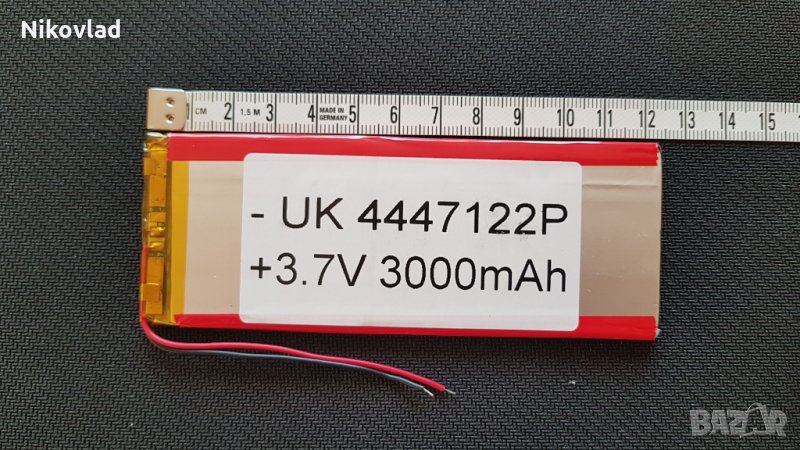 Nikovlad
1 CM 2 1,5 M 3 4 MADE IN GERMANY 5 6 7 8 9 10 11 12 13 14 15
- UK 4447122P
+3.7V 3000mAh
BAZAR